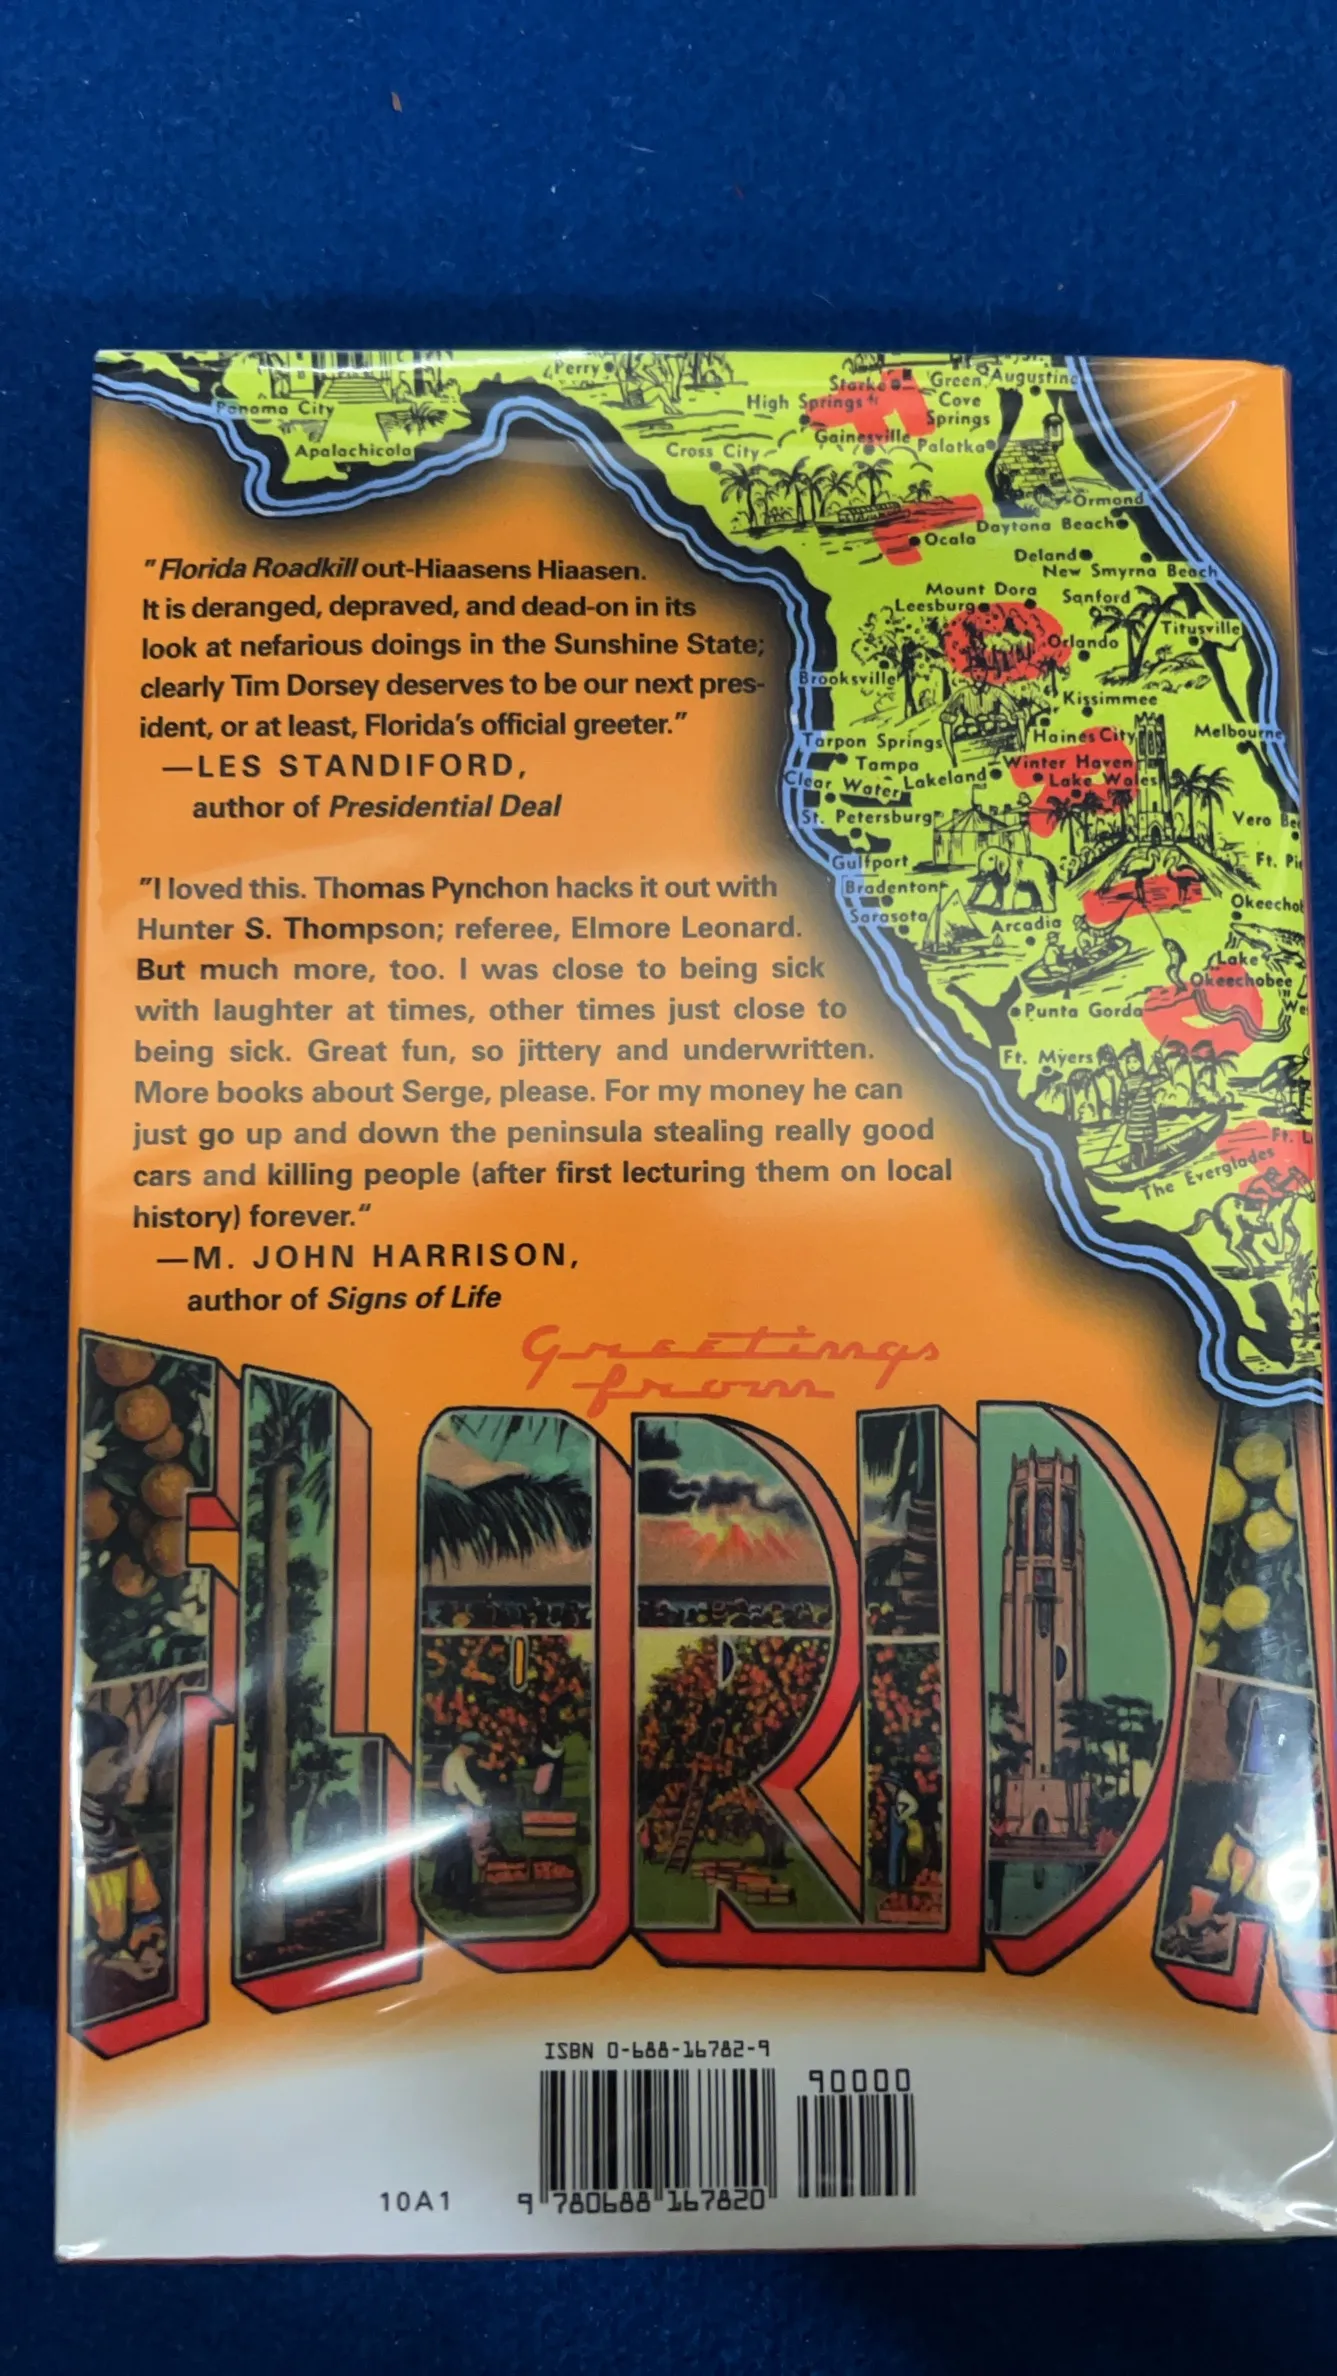 Perry
Starke
Green
Augustine
Panama City
High Springs
Cove
Springs
Apalachicola
Gainesville
Palatka
Cross City
Ormond
Daytona Beach
Ocala
Deland
New Smyrna Beach
Mount Dora
Sanford
Leesburg
Titusville
Orlando
Brooksville
Kissimmee
Haines City
Melbourne
Tarpon Springs
Tampa
Winter Haven
Clear Water
Lakeland
Lake Wales
St. Petersburg
Vero Be
Gulfport
Ft. Pi
Bradenton
Okeechob
Sarasota
Arcadia
Lake
Okeechobee
We
Punta Gorda
Ft. Myers
Ft. L
The Everglades
"Florida Roadkill out-Hiaasens Hiaasen.
It is deranged, depraved, and dead-on in its
look at nefarious doings in the Sunshine State;
clearly Tim Dorsey deserves to be our next pres-
ident, or at least, Florida's official greeter."
—LES STANDIFORD,
author of Presidential Deal
"I loved this. Thomas Pynchon hacks it out with
Hunter S. Thompson; referee, Elmore Leonard.
But much more, too. I was close to being sick
with laughter at times, other times just close to
being sick. Great fun, so jittery and underwritten.
More books about Serge, please. For my money he can
just go up and down the peninsula stealing really good
cars and killing people (after first lecturing them on local
history) forever."
—M. JOHN HARRISON,
author of Signs of Life
Greetings
from
FLORIDA
ISBN 0-688-16782-9
90000
10A1
9 780688 167820